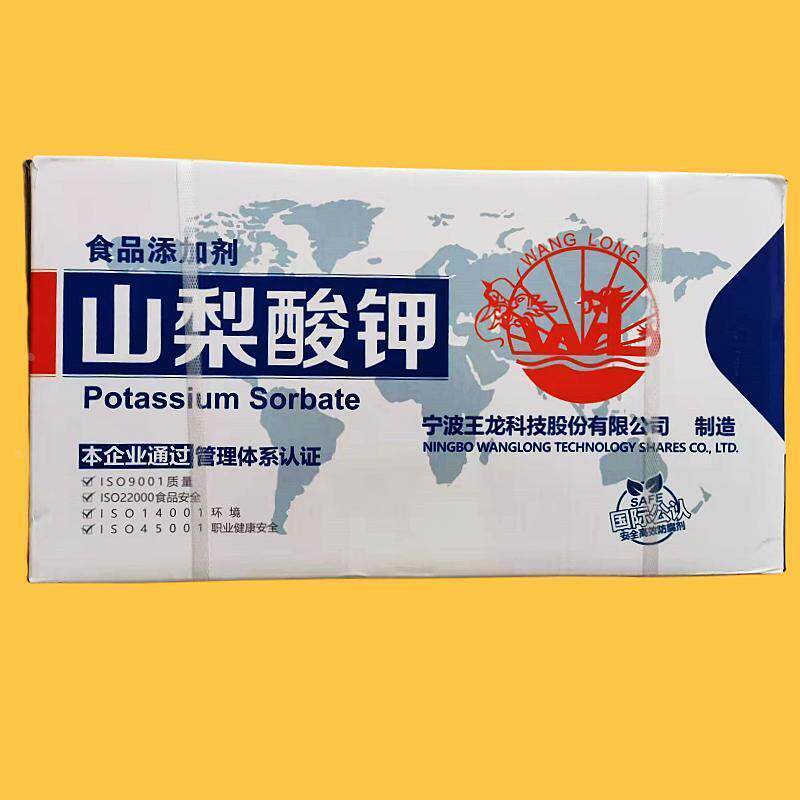 食品添加剂
山梨酸钾
Potassium Sorbate
本企业通过 管理体系认证
ISO9001质量
ISO22000食品安全
ISO14001环境
ISO45001职业健康安全
WANG LONG
WL
宁波王龙科技股份有限公司 制造
NINGBO WANGLONG TECHNOLOGY SHARES CO., LTD.
SAFE
国际公认
安全高效防腐剂